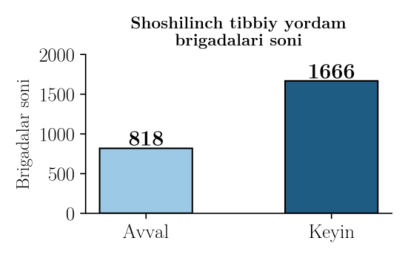 Shoshilinch tibbiy yordam
brigadalari soni
Brigadalar soni
2000
1500
1000
500
0
818
1666
Avval
Keyin